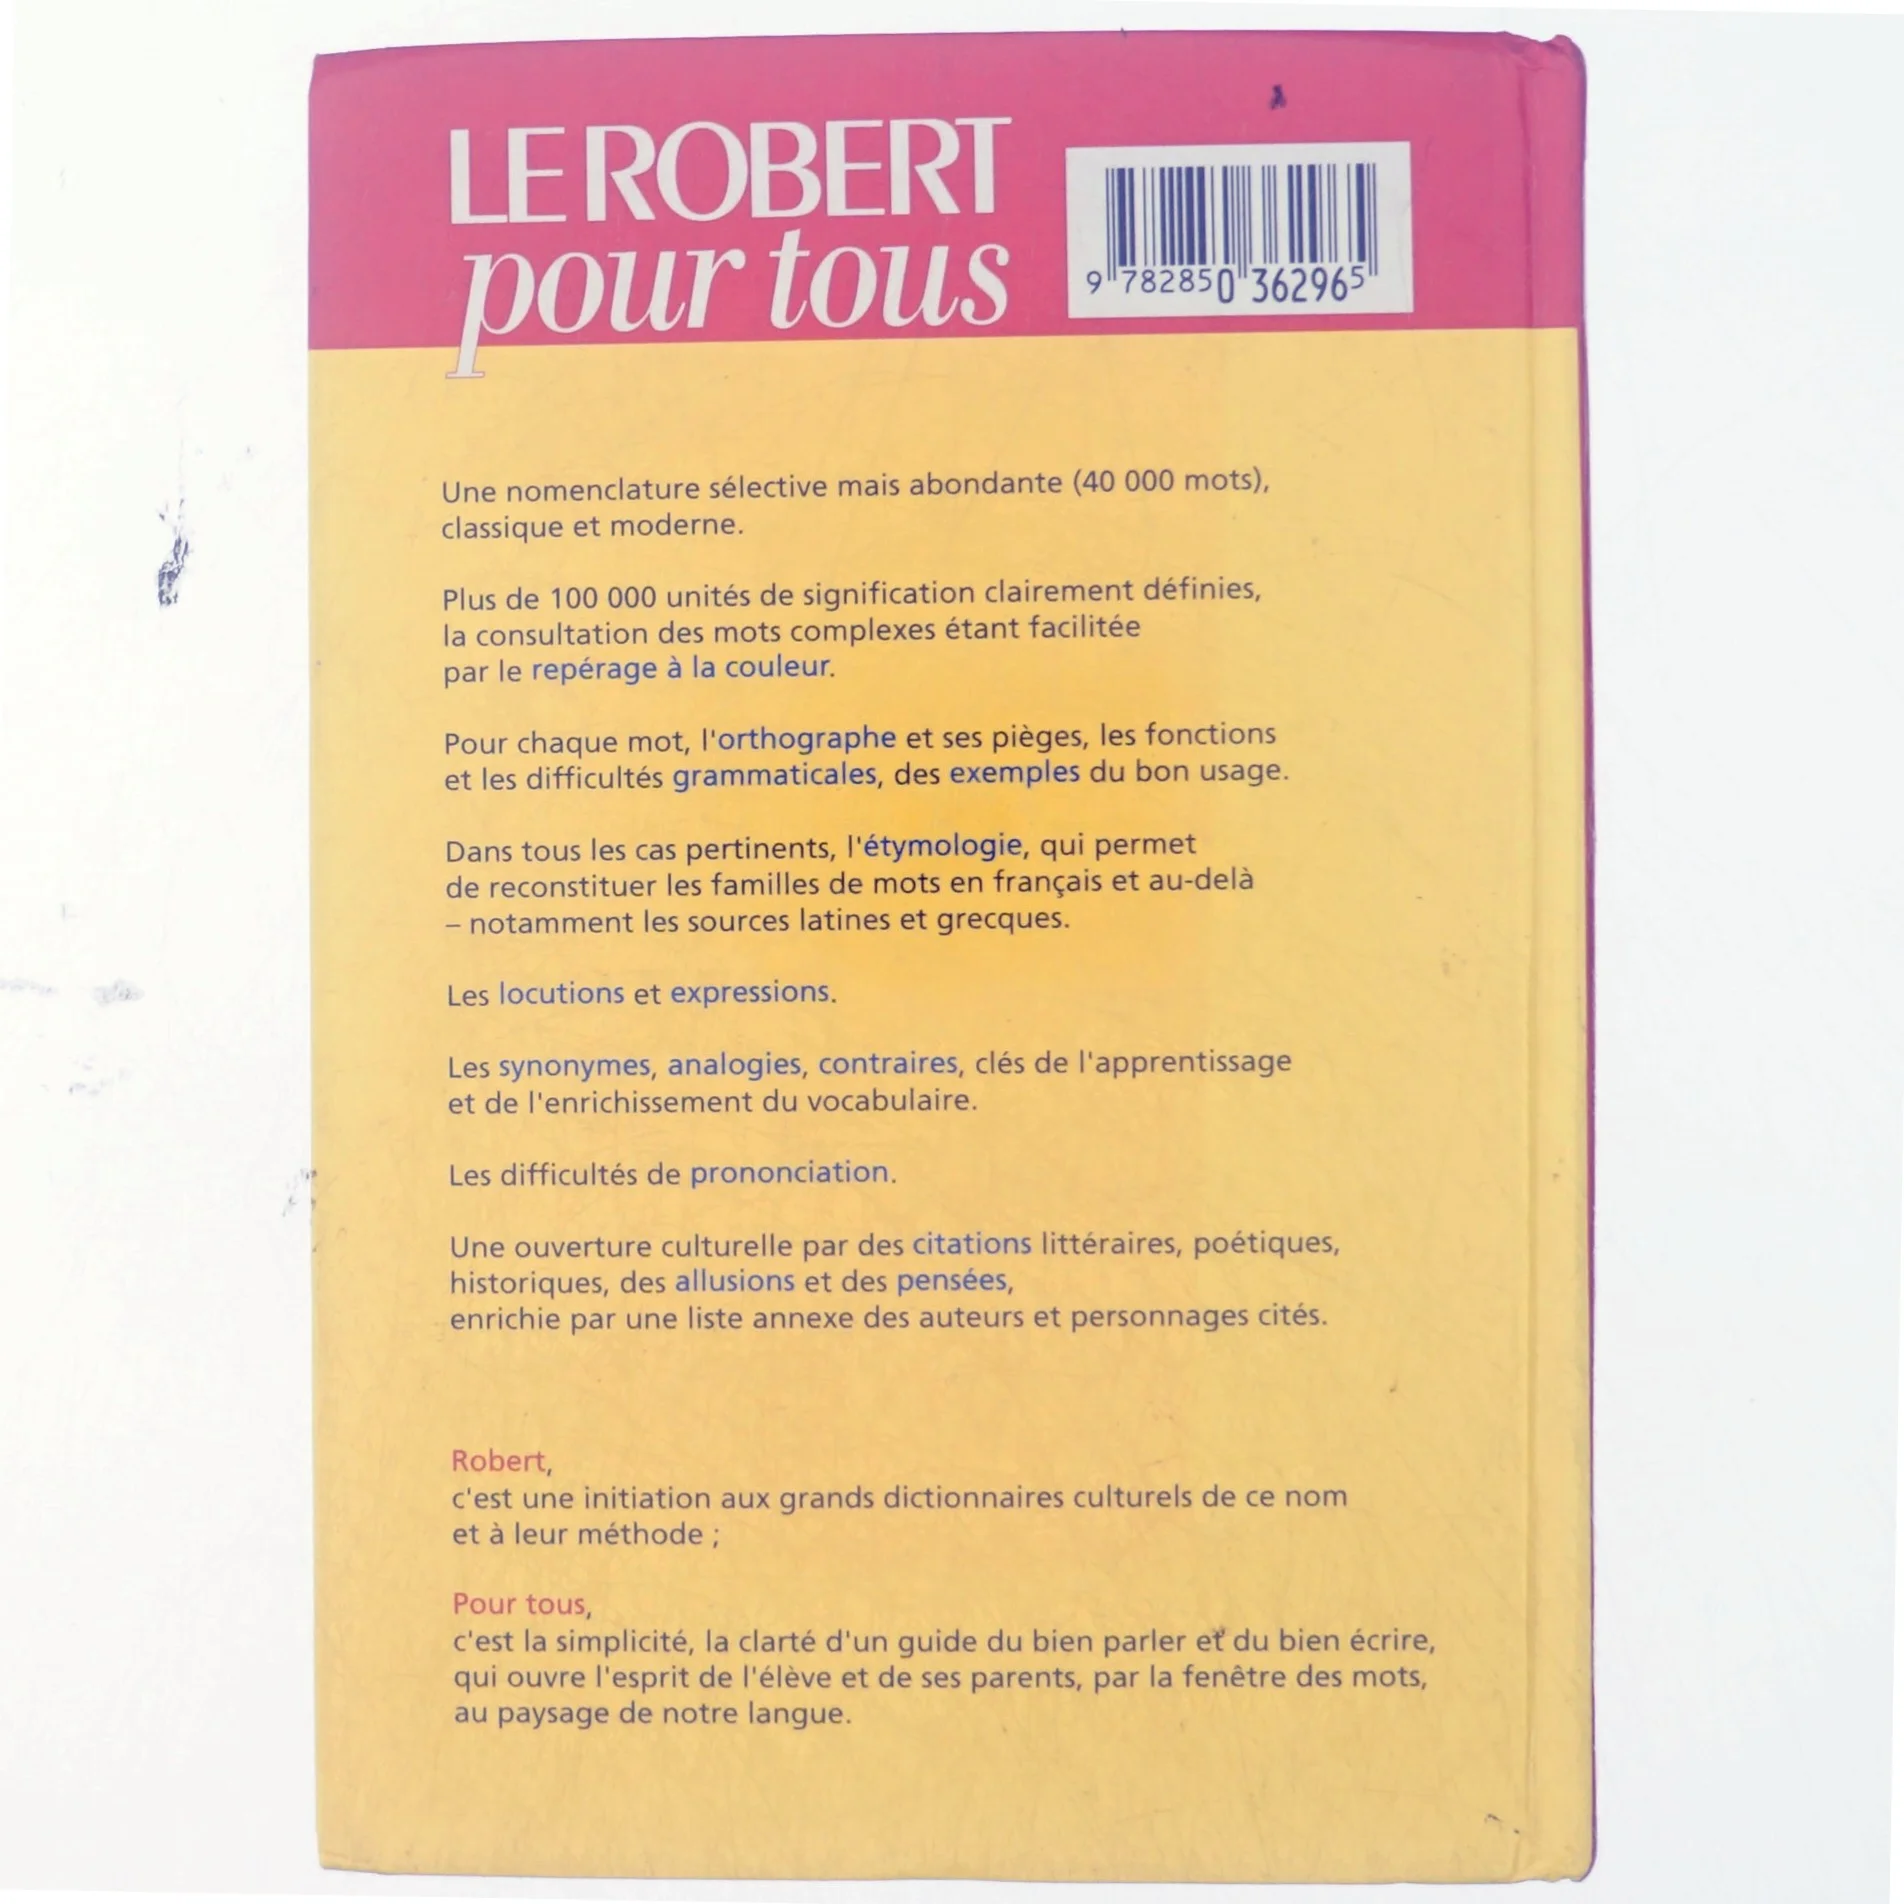 LE ROBERT
pour tous
9 782850 362965
Une nomenclature sélective mais abondante (40 000 mots),
classique et moderne.
Plus de 100 000 unités de signification clairement définies,
la consultation des mots complexes étant facilitée
par le repérage à la couleur.
Pour chaque mot, l'orthographe et ses pièges, les fonctions
et les difficultés grammaticales, des exemples du bon usage.
Dans tous les cas pertinents, l'étymologie, qui permet
de reconstituer les familles de mots en français et au-delà
– notamment les sources latines et grecques.
Les locutions et expressions.
Les synonymes, analogies, contraires, clés de l'apprentissage
et de l'enrichissement du vocabulaire.
Les difficultés de prononciation.
Une ouverture culturelle par des citations littéraires, poétiques,
historiques, des allusions et des pensées,
enrichie par une liste annexe des auteurs et personnages cités.
Robert,
c'est une initiation aux grands dictionnaires culturels de ce nom
et à leur méthode ;
Pour tous,
c'est la simplicité, la clarté d'un guide du bien parler et du bien écrire,
qui ouvre l'esprit de l'élève et de ses parents, par la fenêtre des mots,
au paysage de notre langue.